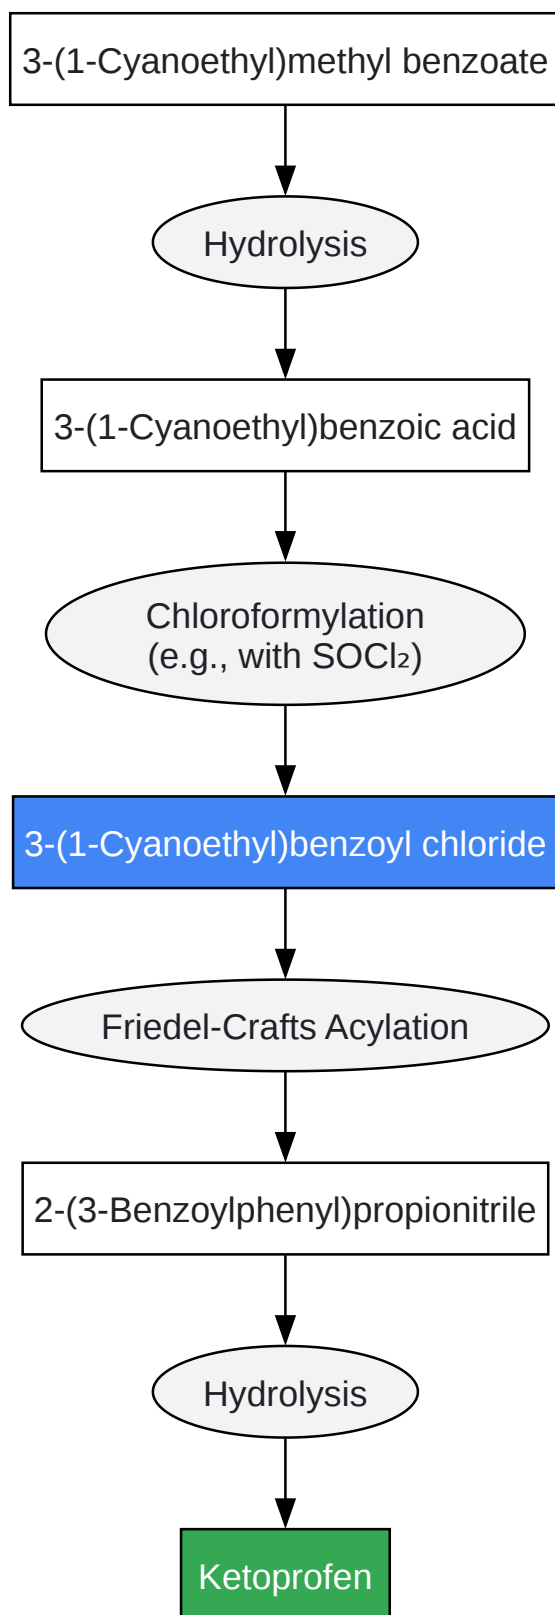 3-(1-Cyanoethyl)methyl benzoate
Hydrolysis
3-(1-Cyanoethyl)benzoic acid
Chloroformylation
(e.g., with SOCl₂)
3-(1-Cyanoethyl)benzoyl chloride
Friedel-Crafts Acylation
2-(3-Benzoylphenyl)propionitrile
Hydrolysis
Ketoprofen